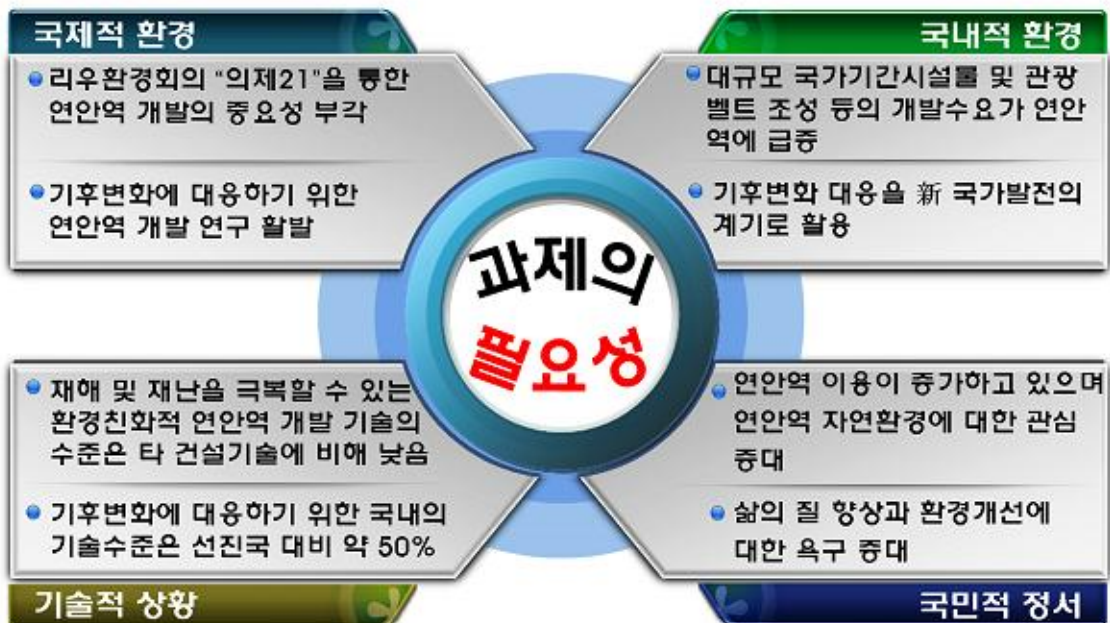 국제적 환경
리우환경회의 “의제21”을 통한
연안역 개발의 중요성 부각
기후변화에 대응하기 위한
연안역 개발 연구 활발
국내적 환경
대규모 국가기간시설물 및 관광
벨트 조성 등의 개발수요가 연안
역에 급증
기후변화 대응을 新 국가발전의
계기로 활용
과제의
필요성
재해 및 재난을 극복할 수 있는
환경친화적 연안역 개발 기술의
수준은 타 건설기술에 비해 낮음
기후변화에 대응하기 위한 국내의
기술수준은 선진국 대비 약 50%
기술적 상황
연안역 이용이 증가하고 있으며
연안역 자연환경에 대한 관심
증대
삶의 질 향상과 환경개선에
대한 욕구 증대
국민적 정서